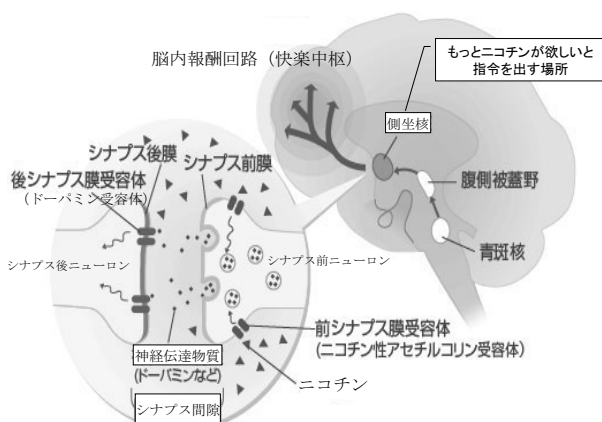 脳内報酬回路（快楽中枢）
もっとニコチンが欲しいと
指令を出す場所
側坐核
シナプス後膜
シナプス前膜
後シナプス膜受容体
（ドーパミン受容体）
腹側被蓋野
青斑核
シナプス後ニューロン
シナプス前ニューロン
前シナプス膜受容体
(ニコチン性アセチルコリン受容体)
神経伝達物質
(ドーパミンなど)
ニコチン
シナプス間隙